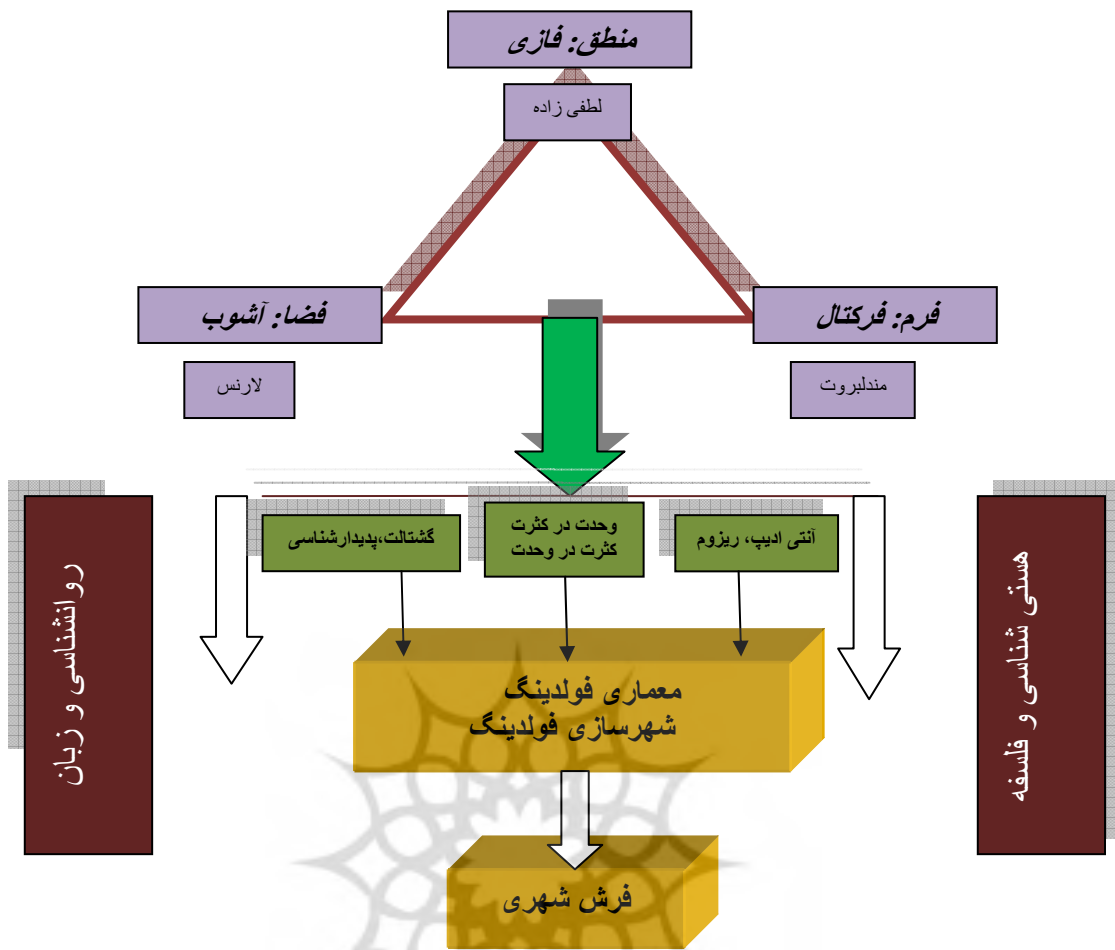 منطق: فازی
لطفی زاده
فرم: فرکتال
فضا: آشوب
مندلبروت
لارنس
هستی شناسی و فلسفه
آنتی ادیپ، ریزوم
وحدت در کثرت
کثرت در وحدت
گشتالت،پدیدارشناسی
روانشناسی و زبان
معماری فولدینگ
شهرسازی فولدینگ
فرش شهری